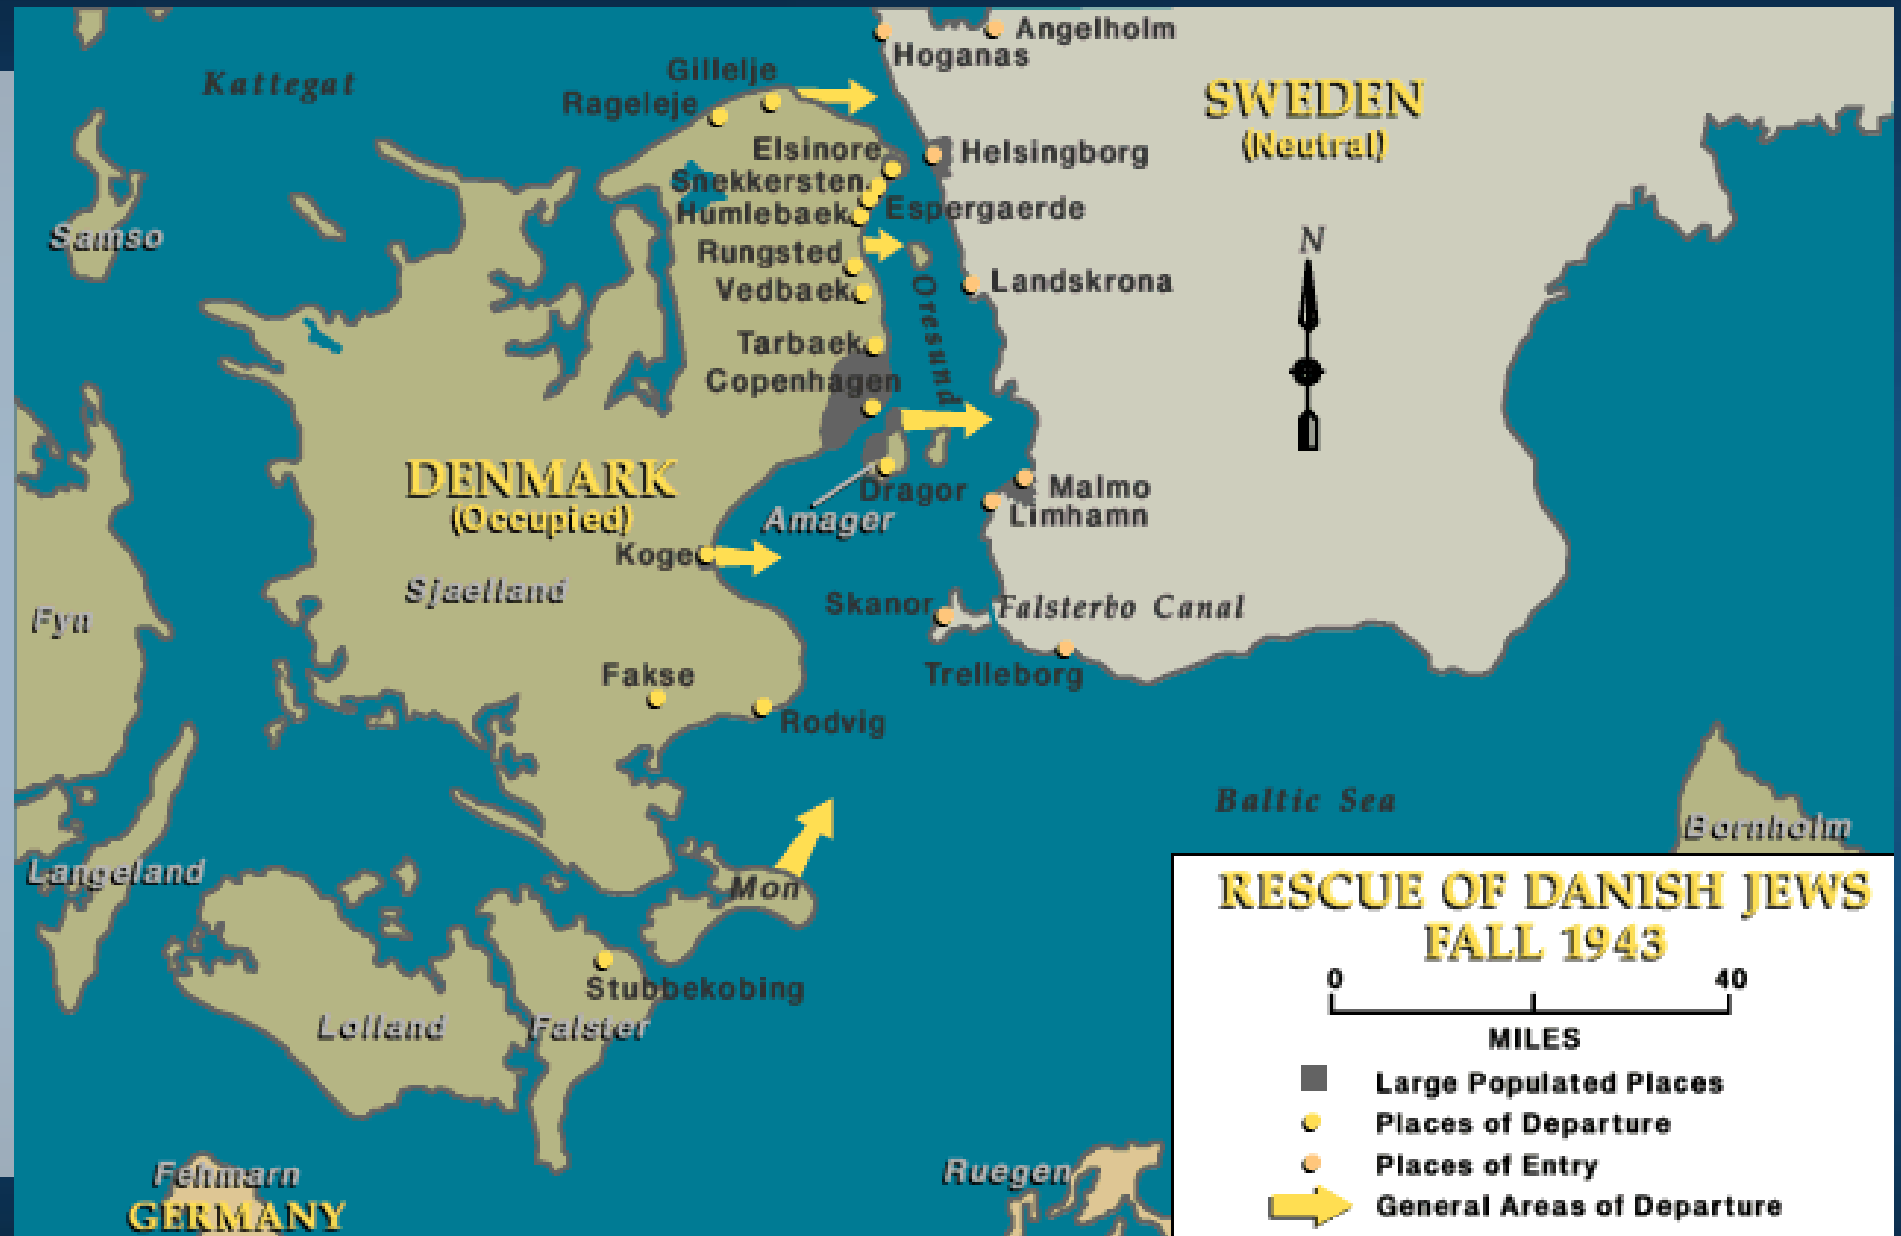 Angelholm
Hoganas
Gillelje
Kattegat
Rageleje
SWEDEN
(Neutral)
Elsinore
Helsingborg
Snekkersten
Humlebaek
Espergaerde
Samso
Rungsted
N
Vedbaek
Landskrona
Oresund
Tarbaek
Copenhagen
DENMARK
(Occupied)
Dragor
Malmo
Amager
Limhamn
Koge
Sjaelland
Skanor
Falsterbo Canal
Fyn
Fakse
Trelleborg
Rodvig
Baltic Sea
Bornholm
Langeland
Mon
Stubbekobing
Lolland
Falster
Fehmarn
GERMANY
Ruegen
RESCUE OF DANISH JEWS
FALL 1943
0 40
MILES
Large Populated Places
Places of Departure
Places of Entry
General Areas of Departure